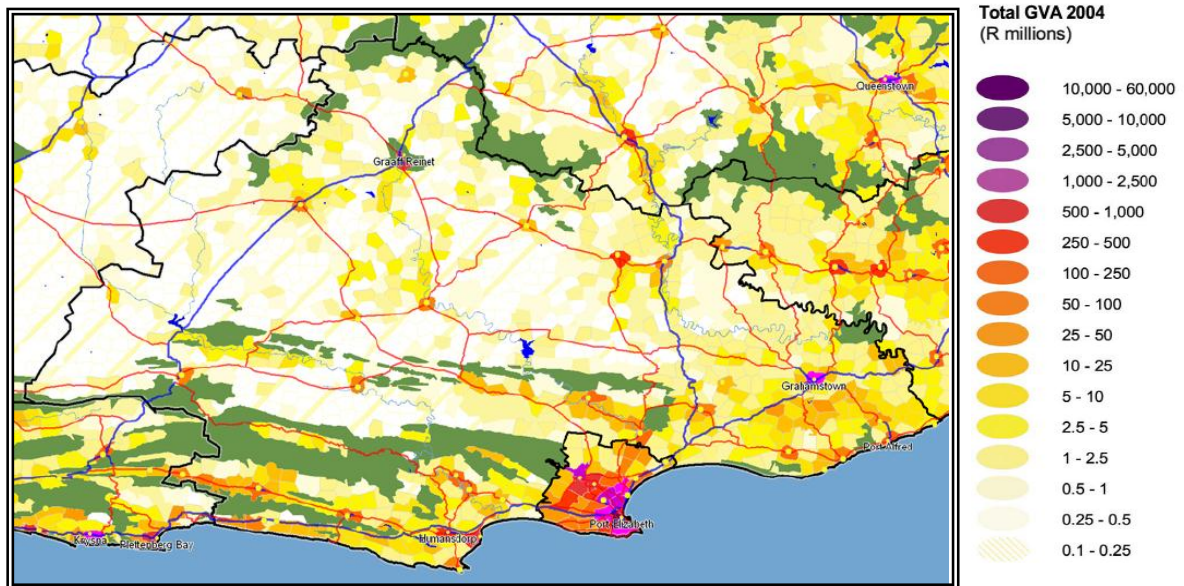 Total GVA 2004
(R millions)
10,000 - 60,000
5,000 - 10,000
2,500 - 5,000
1,000 - 2,500
500 - 1,000
250 - 500
100 - 250
50 - 100
25 - 50
10 - 25
5 - 10
2.5 - 5
1 - 2.5
0.5 - 1
0.25 - 0.5
0.1 - 0.25
Queenstown
Graaff Reinet
Grahamstown
Port Alfred
Port Elizabeth
Humansdorp
Knysna
Plettenberg Bay